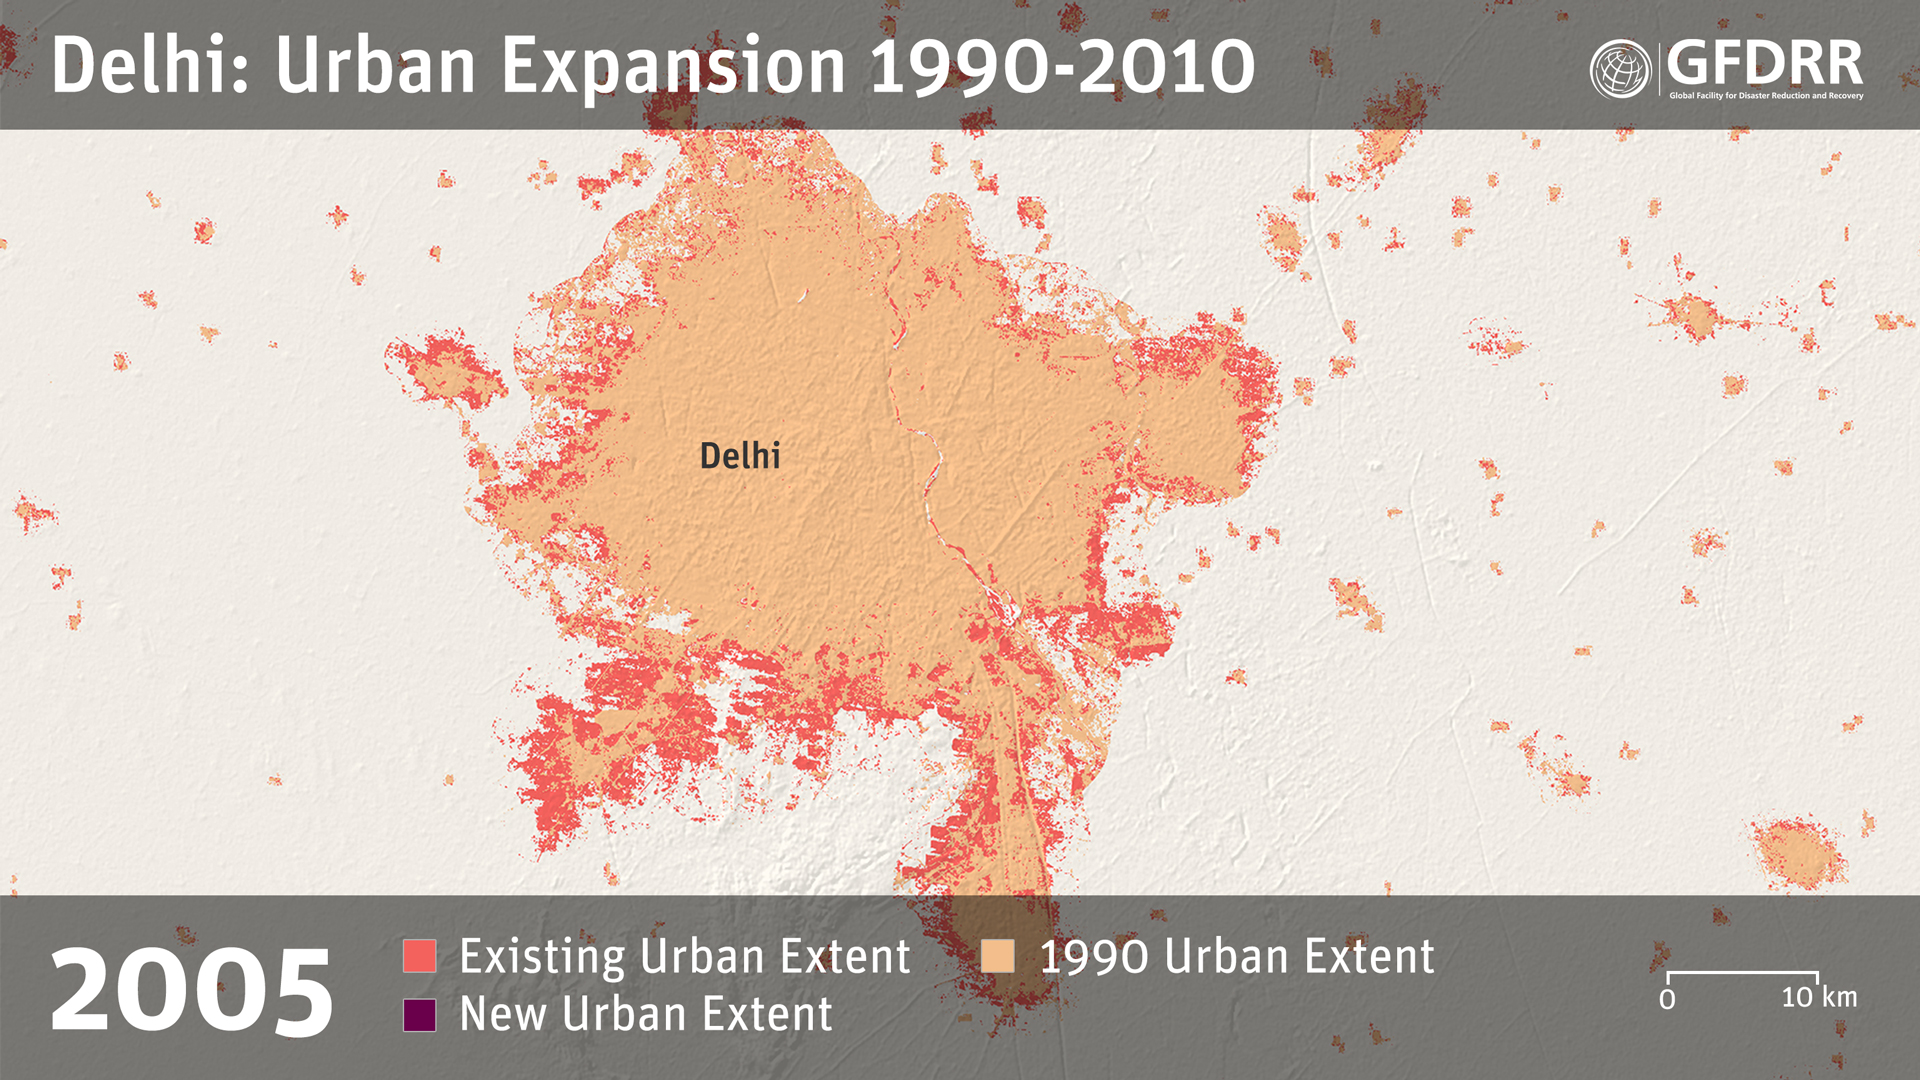 Delhi: Urban Expansion 1990-2010
GFDRR
Global Facility for Disaster Reduction and Recovery
Delhi
2005
Existing Urban Extent
1990 Urban Extent
New Urban Extent
0 10 km